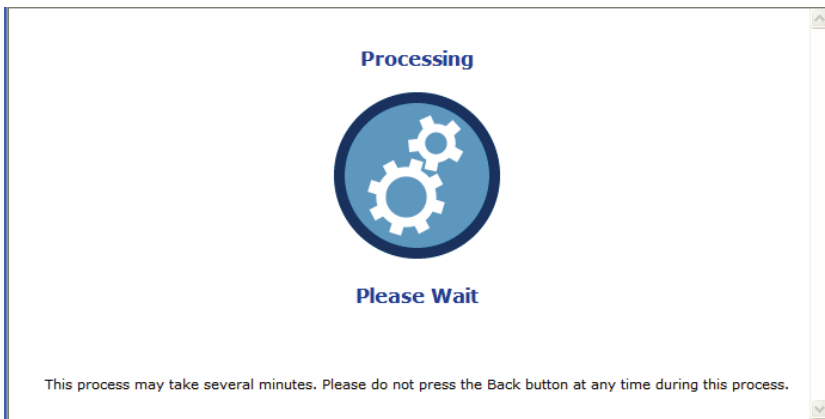 Processing
Please Wait
This process may take several minutes. Please do not press the Back button at any time during this process.